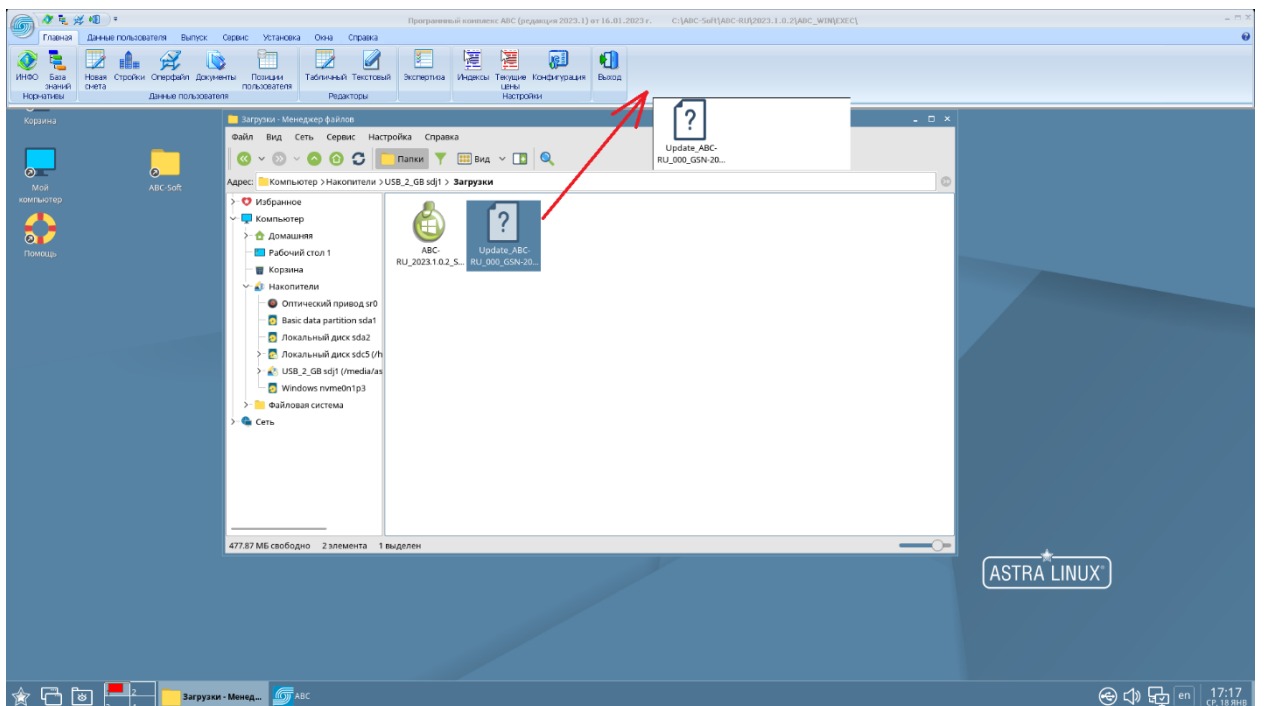 Программный комплекс АВС (редакция 2023.1) от 16.01.2023 г. C:\ABC-Soft\ABC-RU\2023.1.0.2\ABC_WIN\EXEC\
Главная Данные пользователя Выпуск Сервис Установка Окна Справка
ИНФО База знаний Новая смета Стройки Оперфайл Документы Позиции пользователя Табличный Текстовый Экспертиза Индексы Текущие цены Конфигурация Выход
Нормативы Данные пользователя Редакторы Настройки
Корзина
Мой компьютер
ABC-Soft
Помощь
Загрузки - Менеджер файлов
Файл Вид Сеть Сервис Настройка Справка
Папки Вид
Адрес: Компьютер > Накопители > USB_2_GB sdj1 > Загрузки
Избранное
Компьютер
Домашняя
Рабочий стол 1
Корзина
Накопители
Оптический привод sr0
Basic data partition sda1
Локальный диск sda2
Локальный диск sdc5 (/h
USB_2_GB sdj1 (/media/as
Windows nvme0n1p3
Файловая система
Сеть
ABC-
RU_2023.1.0.2_S...
Update_ABC-
RU_000_GSN-20...
Update_ABC-
RU_000_GSN-20...
477.87 МБ свободно 2 элемента 1 выделен
ASTRA LINUX®
2
Загрузки - Менед...
АВС
en
17:17
СР, 18 ЯНВ